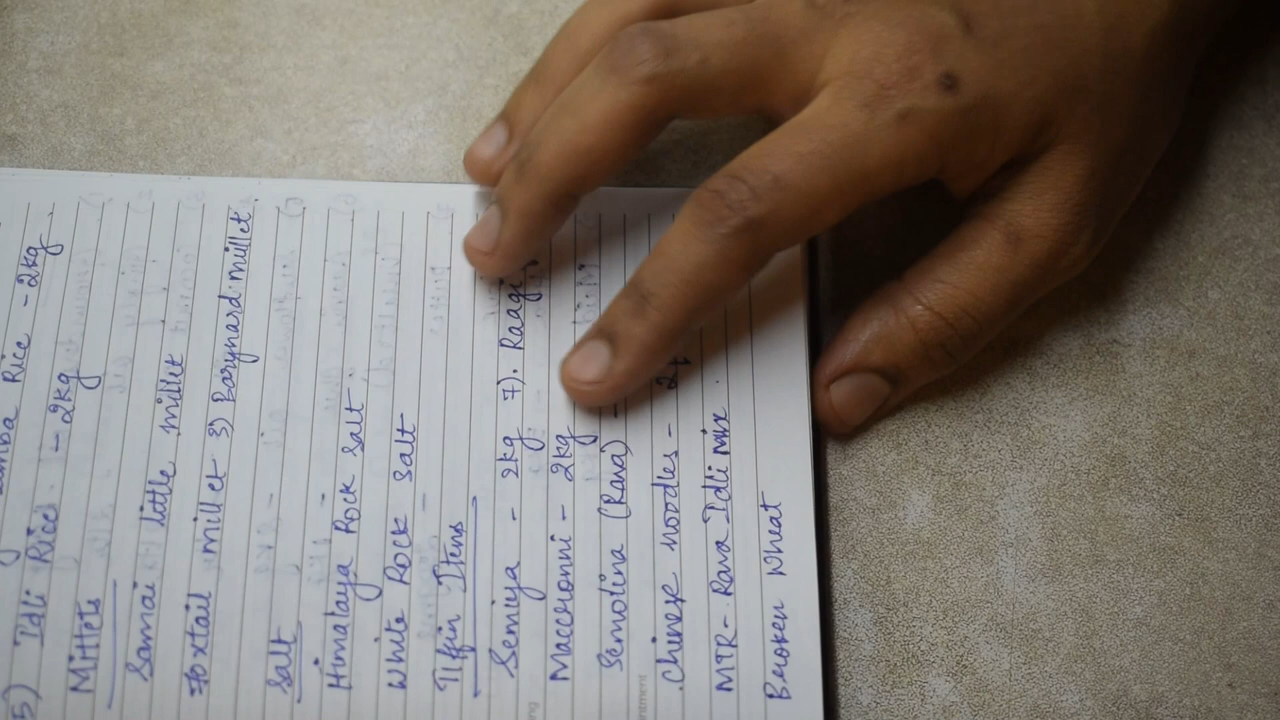 Rice - 2kg
5) Idli Rice - 2kg
Millets
Samai little millet
Foxtail millet 3) Barynard millet
Salt
Himalaya Rock Salt
White Rock Salt
Tiffin Items
Semiya - 2kg 7). Raagi
Maccronni - 2kg
Semolina (Rava) -
Chinese noodles -
MTR - Rava Idli mix
Broken Wheat